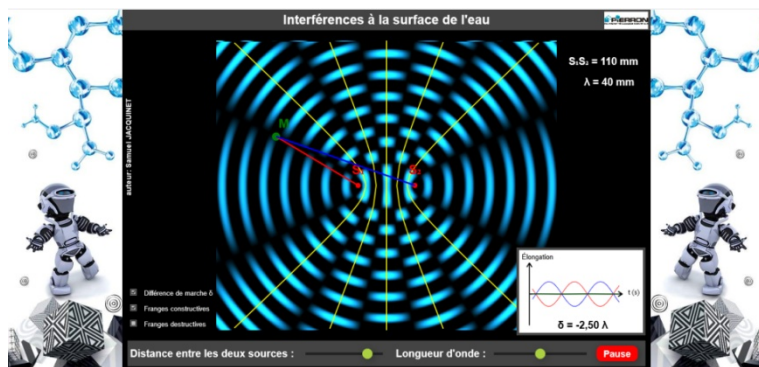 Interférences à la surface de l'eau
PIERRON
S₁S₂ = 110 mm
λ = 40 mm
auteur: Samuel JACQUINET
M
S₁
S₂
Différence de marche δ
Franges constructives
Franges destructives
Élongation
t (s)
δ = -2,50 λ
Distance entre les deux sources :
Longueur d'onde :
Pause